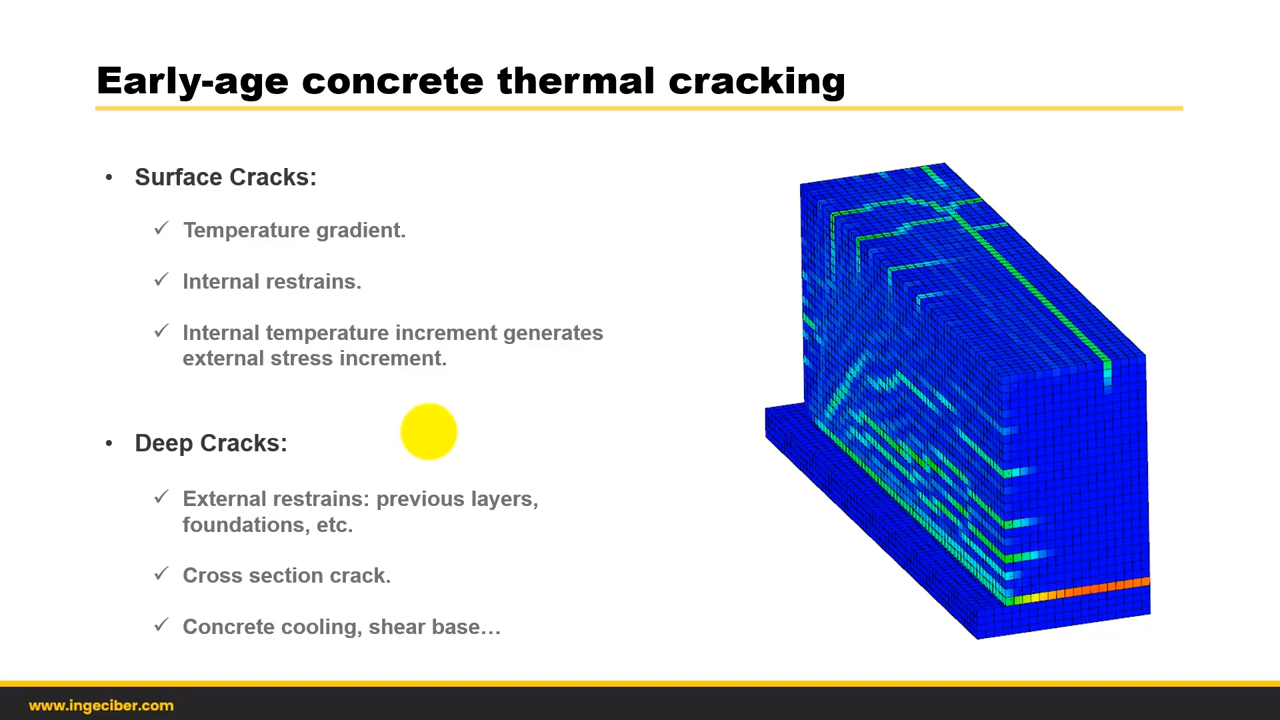 Early-age concrete thermal cracking
• Surface Cracks:
✓ Temperature gradient.
✓ Internal restrains.
✓ Internal temperature increment generates
external stress increment.
• Deep Cracks:
✓ External restrains: previous layers,
foundations, etc.
✓ Cross section crack.
✓ Concrete cooling, shear base…
www.ingeciber.com